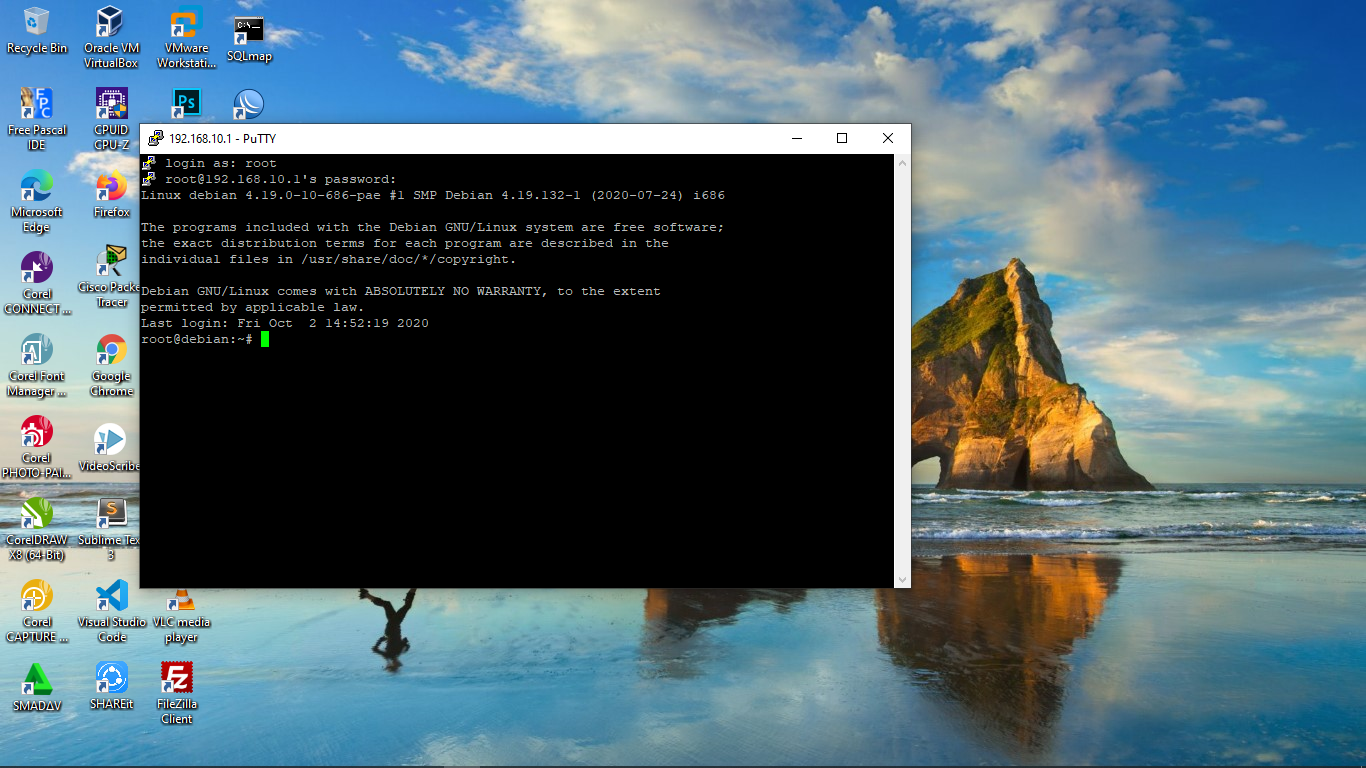 Recycle Bin
Oracle VM
VirtualBox
VMware
Workstati...
C:\
SQLmap
FPC
Free Pascal
IDE
CPUID
CPU-Z
Ps
Microsoft
Edge
Firefox
Corel
CONNECT ...
Cisco Packe
Tracer
Corel Font
Manager ...
Google
Chrome
Corel
PHOTO-PAI...
VideoScribe
CorelDRAW
X8 (64-Bit)
Sublime Tex
3
Corel
CAPTURE ...
Visual Studio
Code
VLC media
player
SMADΔV
SHAREit
FZ
FileZilla
Client
192.168.10.1 - PuTTY
login as: root
root@192.168.10.1's password:
Linux debian 4.19.0-10-686-pae #1 SMP Debian 4.19.132-1 (2020-07-24) i686
The programs included with the Debian GNU/Linux system are free software;
the exact distribution terms for each program are described in the
individual files in /usr/share/doc/*/copyright.
Debian GNU/Linux comes with ABSOLUTELY NO WARRANTY, to the extent
permitted by applicable law.
Last login: Fri Oct  2 14:52:19 2020
root@debian:~#